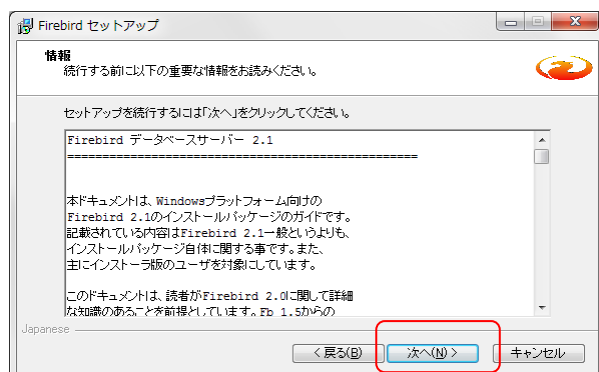 Firebird セットアップ
情報
続行する前に以下の重要な情報をお読みください。
セットアップを続行するには「次へ」をクリックしてください。
Firebird データベースサーバー 2.1
==================================================
本ドキュメントは、Windowsプラットフォーム向けの
Firebird 2.1のインストールパッケージのガイドです。
記載されている内容はFirebird 2.1一般というよりも、
インストールパッケージ自体に関する事です。また、
主にインストーラ版のユーザを対象にしています。
このドキュメントは、読者がFirebird 2.0に関して詳細
な知識のあることを前提としています。Fb 1.5からの
Japanese
< 戻る(B)
次へ(N) >
キャンセル